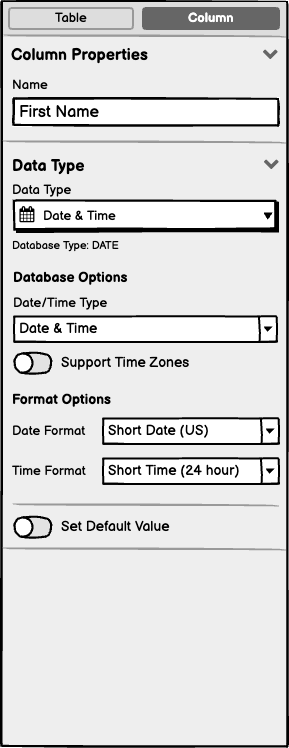 Table Column
Column Properties
Name
First Name
Data Type
Data Type
Date & Time
Database Type: DATE
Database Options
Date/Time Type
Date & Time
Support Time Zones
Format Options
Date Format Short Date (US)
Time Format Short Time (24 hour)
Set Default Value